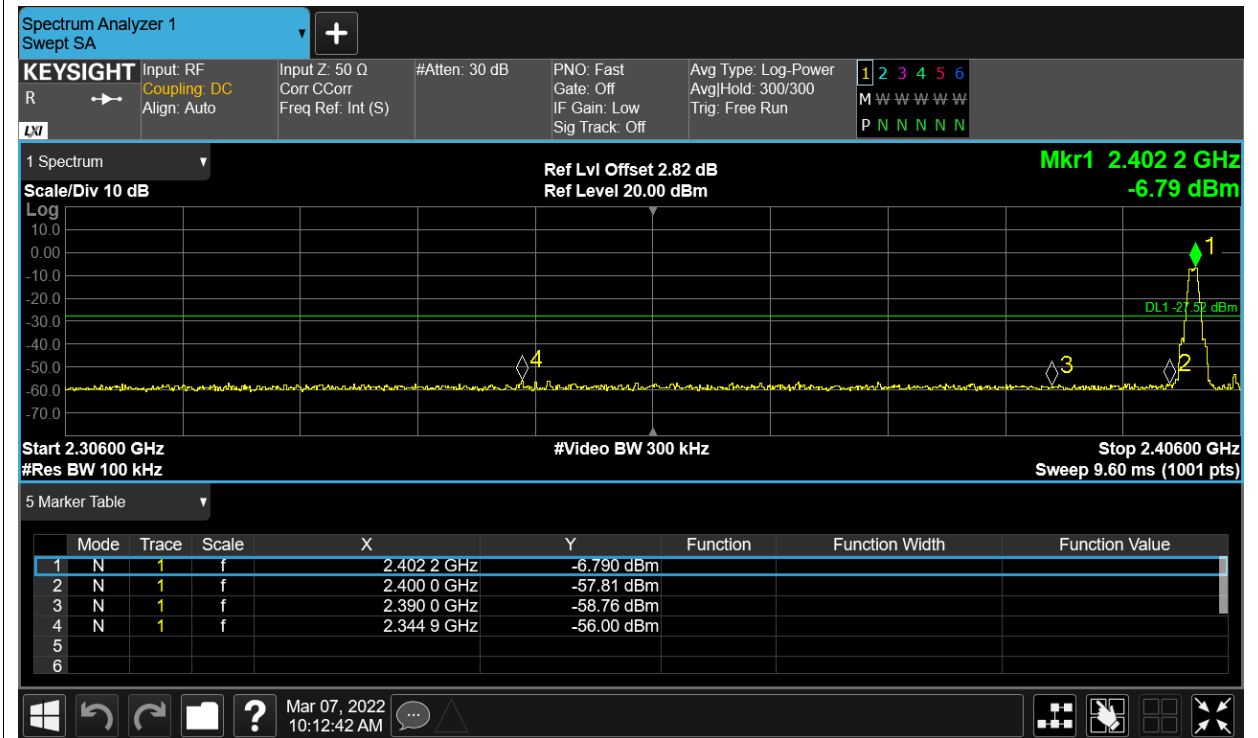 Spectrum Analyzer 1
Swept SA
+
KEYSIGHT Input: RF Input Z: 50 Ω #Atten: 30 dB PNO: Fast Avg Type: Log-Power 1 2 3 4 5 6
R Coupling: DC Corr CCorr Gate: Off Avg|Hold: 300/300 M W W W W W W
Align: Auto Freq Ref: Int (S) IF Gain: Low Trig: Free Run
LXI Sig Track: Off P N N N N N N
1 Spectrum Ref Lvl Offset 2.82 dB Mkr1 2.402 2 GHz
Scale/Div 10 dB Ref Level 20.00 dBm -6.79 dBm
Log
10.0
0.00
-10.0
-20.0
-30.0
-40.0
-50.0
-60.0
-70.0
1
DL1 -27.52 dBm
4
3
2
Start 2.30600 GHz #Video BW 300 kHz Stop 2.40600 GHz
#Res BW 100 kHz Sweep 9.60 ms (1001 pts)
5 Marker Table
Mode Trace Scale X Y Function Function Width Function Value
1 N 1 f 2.402 2 GHz -6.790 dBm
2 N 1 f 2.400 0 GHz -57.81 dBm
3 N 1 f 2.390 0 GHz -58.76 dBm
4 N 1 f 2.344 9 GHz -56.00 dBm
5
6
? Mar 07, 2022
10:12:42 AM